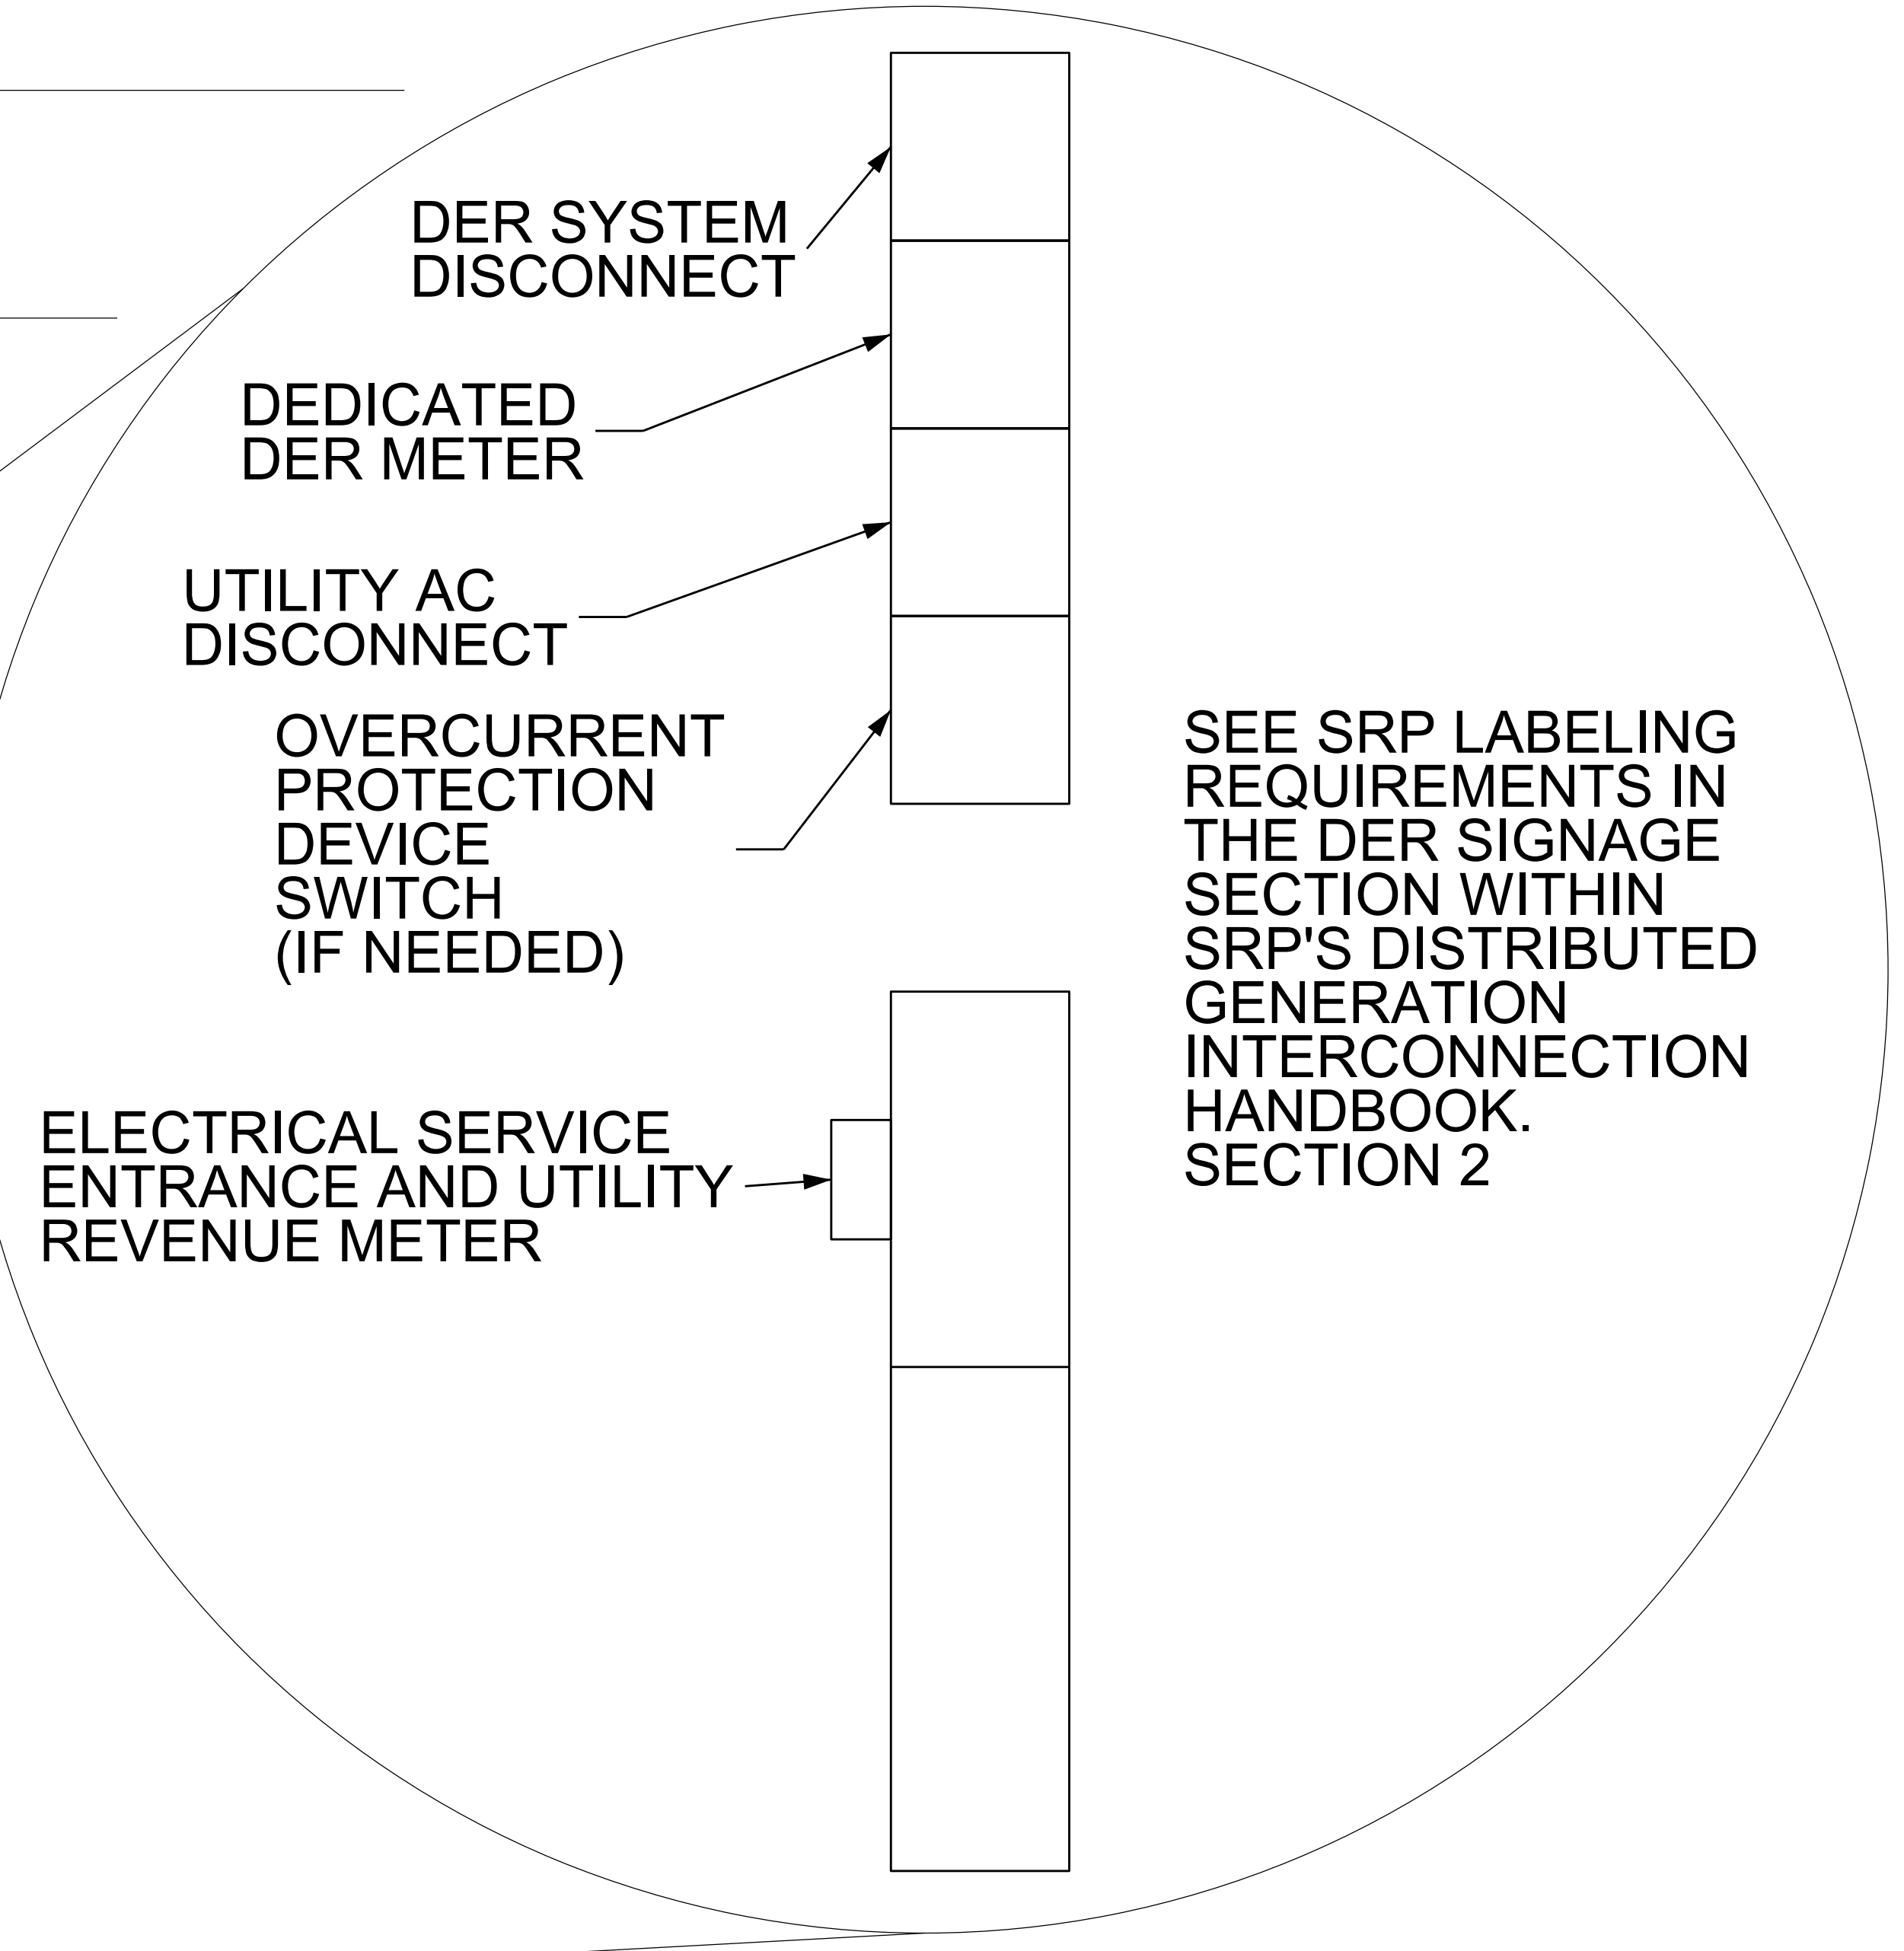 DER SYSTEM
DISCONNECT
DEDICATED
DER METER
UTILITY AC
DISCONNECT
OVERCURRENT
PROTECTION
DEVICE
SWITCH
(IF NEEDED)
ELECTRICAL SERVICE
ENTRANCE AND UTILITY
REVENUE METER
SEE SRP LABELING
REQUIREMENTS IN
THE DER SIGNAGE
SECTION WITHIN
SRP'S DISTRIBUTED
GENERATION
INTERCONNECTION
HANDBOOK.
SECTION 2